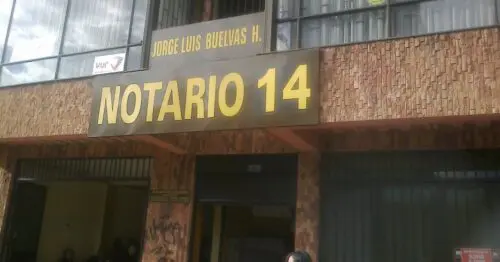 JORGE LUIS BUELVAS H.
NOTARIO 14